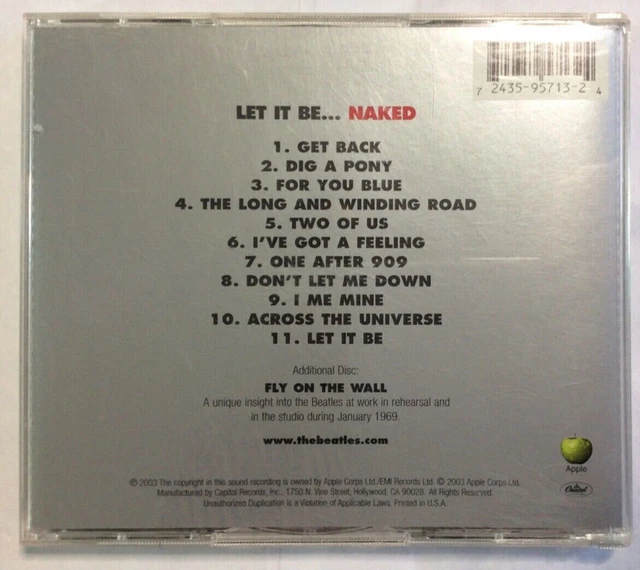 7 2435-95713-2 4
LET IT BE... NAKED
1. GET BACK
2. DIG A PONY
3. FOR YOU BLUE
4. THE LONG AND WINDING ROAD
5. TWO OF US
6. I'VE GOT A FEELING
7. ONE AFTER 909
8. DON'T LET ME DOWN
9. I ME MINE
10. ACROSS THE UNIVERSE
11. LET IT BE
Additional Disc:
FLY ON THE WALL
A unique insight into the Beatles at work in rehearsal and
in the studio during January 1969.
www.thebeatles.com
Apple
℗ 2003 The copyright in this sound recording is owned by Apple Corps Ltd./EMI Records Ltd. © 2003 Apple Corps Ltd.
Manufactured by Capitol Records, Inc., 1750 N. Vine Street, Hollywood, CA 90028. All Rights Reserved.
Unauthorized Duplication is a Violation of Applicable Laws. Printed in U.S.A.
Capitol